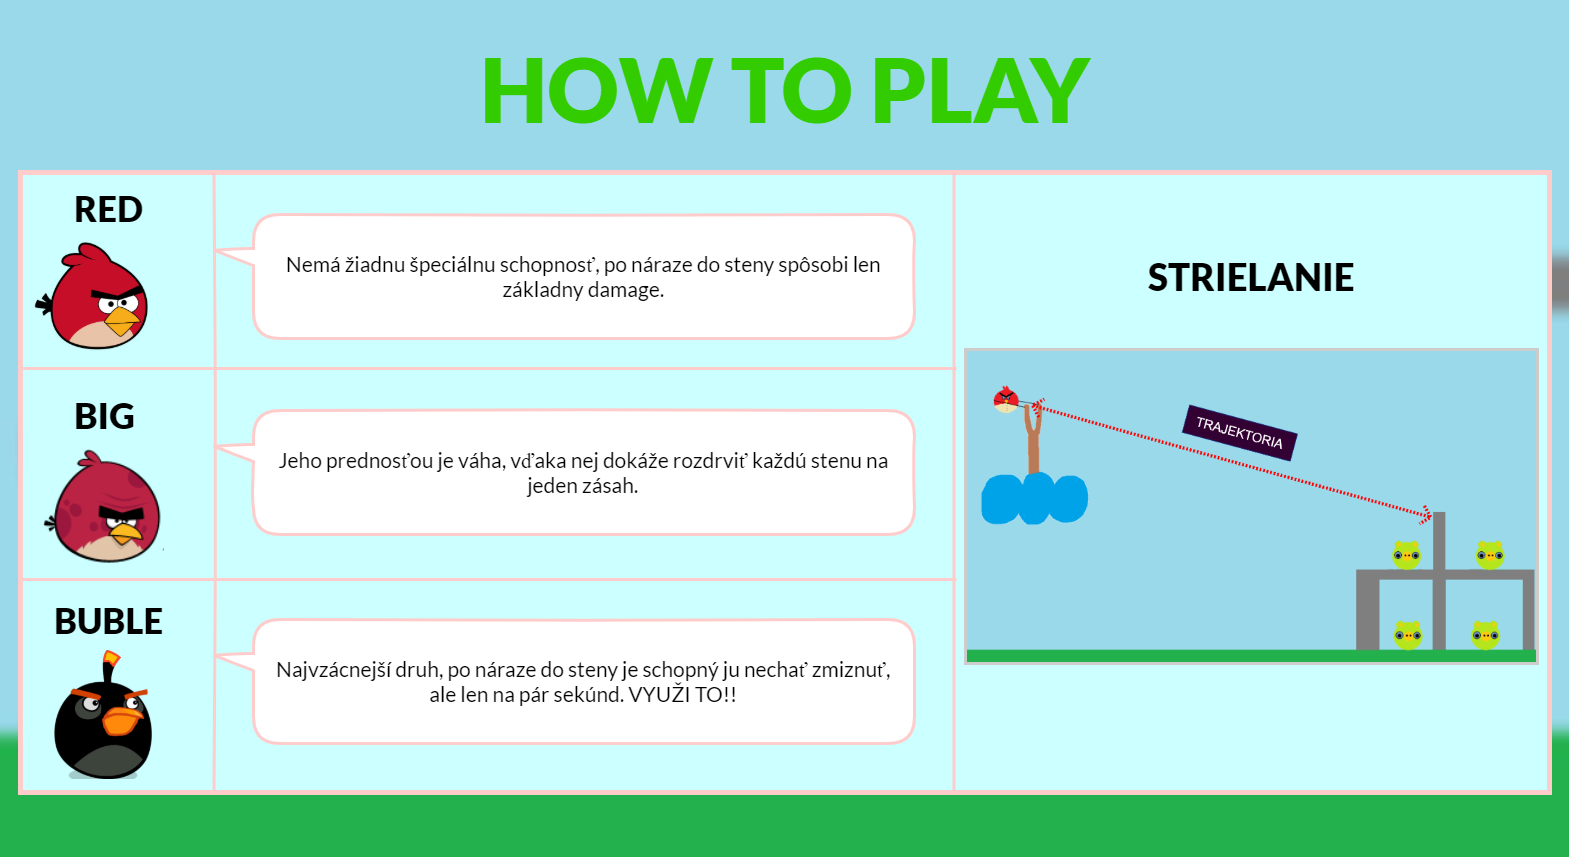 HOW TO PLAY
RED
Nemá žiadnu špeciálnu schopnosť, po náraze do steny spôsobi len
základny damage.
BIG
Jeho prednosťou je váha, vďaka nej dokáže rozdrviť každú stenu na
jeden zásah.
BUBLE
Najvzácnejší druh, po náraze do steny je schopný ju nechať zmiznuť,
ale len na pár sekúnd. VYUŽI TO!!
STRIELANIE
TRAJEKTORIA